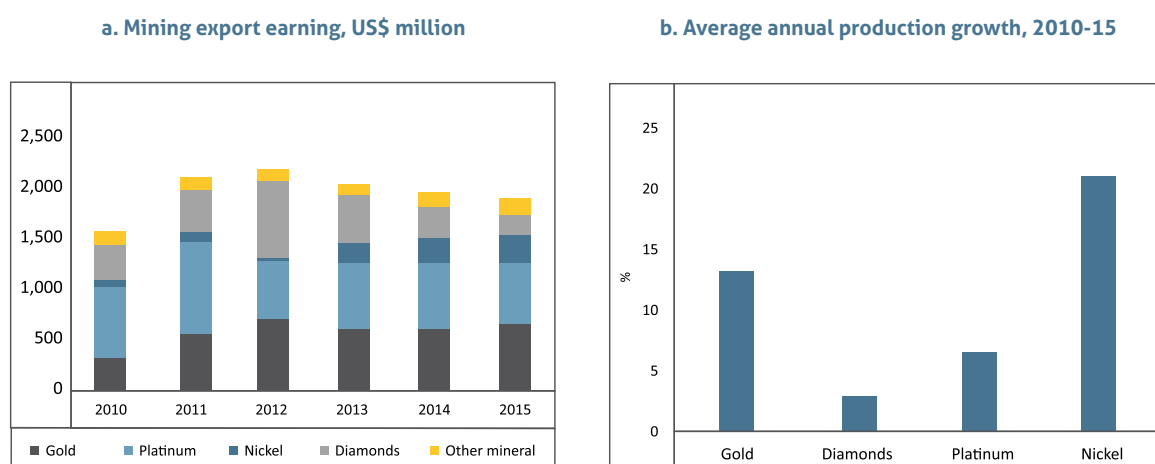 a. Mining export earning, US$ million
2,500
2,000
1,500
1,000
500
0
2010 2011 2012 2013 2014 2015
Gold Platinum Nickel Diamonds Other mineral
b. Average annual production growth, 2010-15
%
25
20
15
10
5
0
Gold Diamonds Platinum Nickel